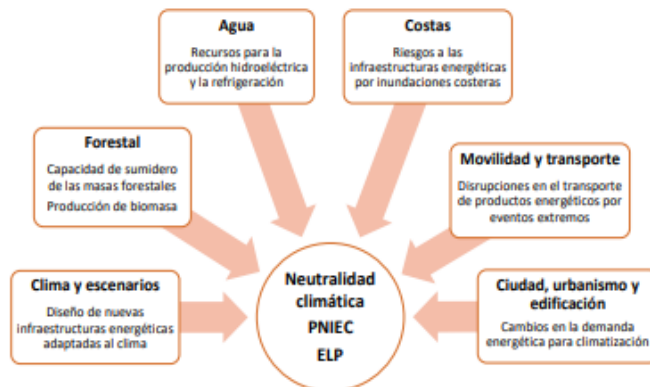 Agua
Recursos para la
producción hidroeléctrica
y la refrigeración
Costas
Riesgos a las
infraestructuras energéticas
por inundaciones costeras
Forestal
Capacidad de sumidero
de las masas forestales
Producción de biomasa
Movilidad y transporte
Disrupciones en el transporte
de productos energéticos por
eventos extremos
Clima y escenarios
Diseño de nuevas
infraestructuras energéticas
adaptadas al clima
Neutralidad
climática
PNIEC
ELP
Ciudad, urbanismo y
edificación
Cambios en la demanda
energética para climatización